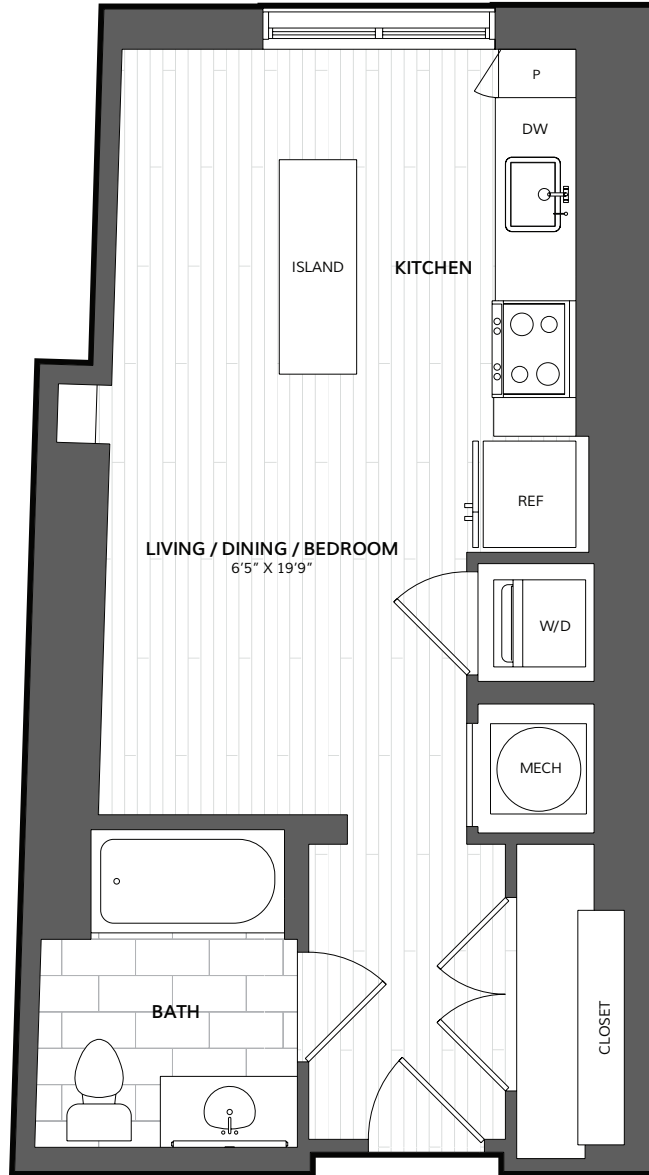 P
DW
ISLAND
KITCHEN
REF
LIVING / DINING / BEDROOM
6'5" X 19'9"
W/D
MECH
BATH
CLOSET